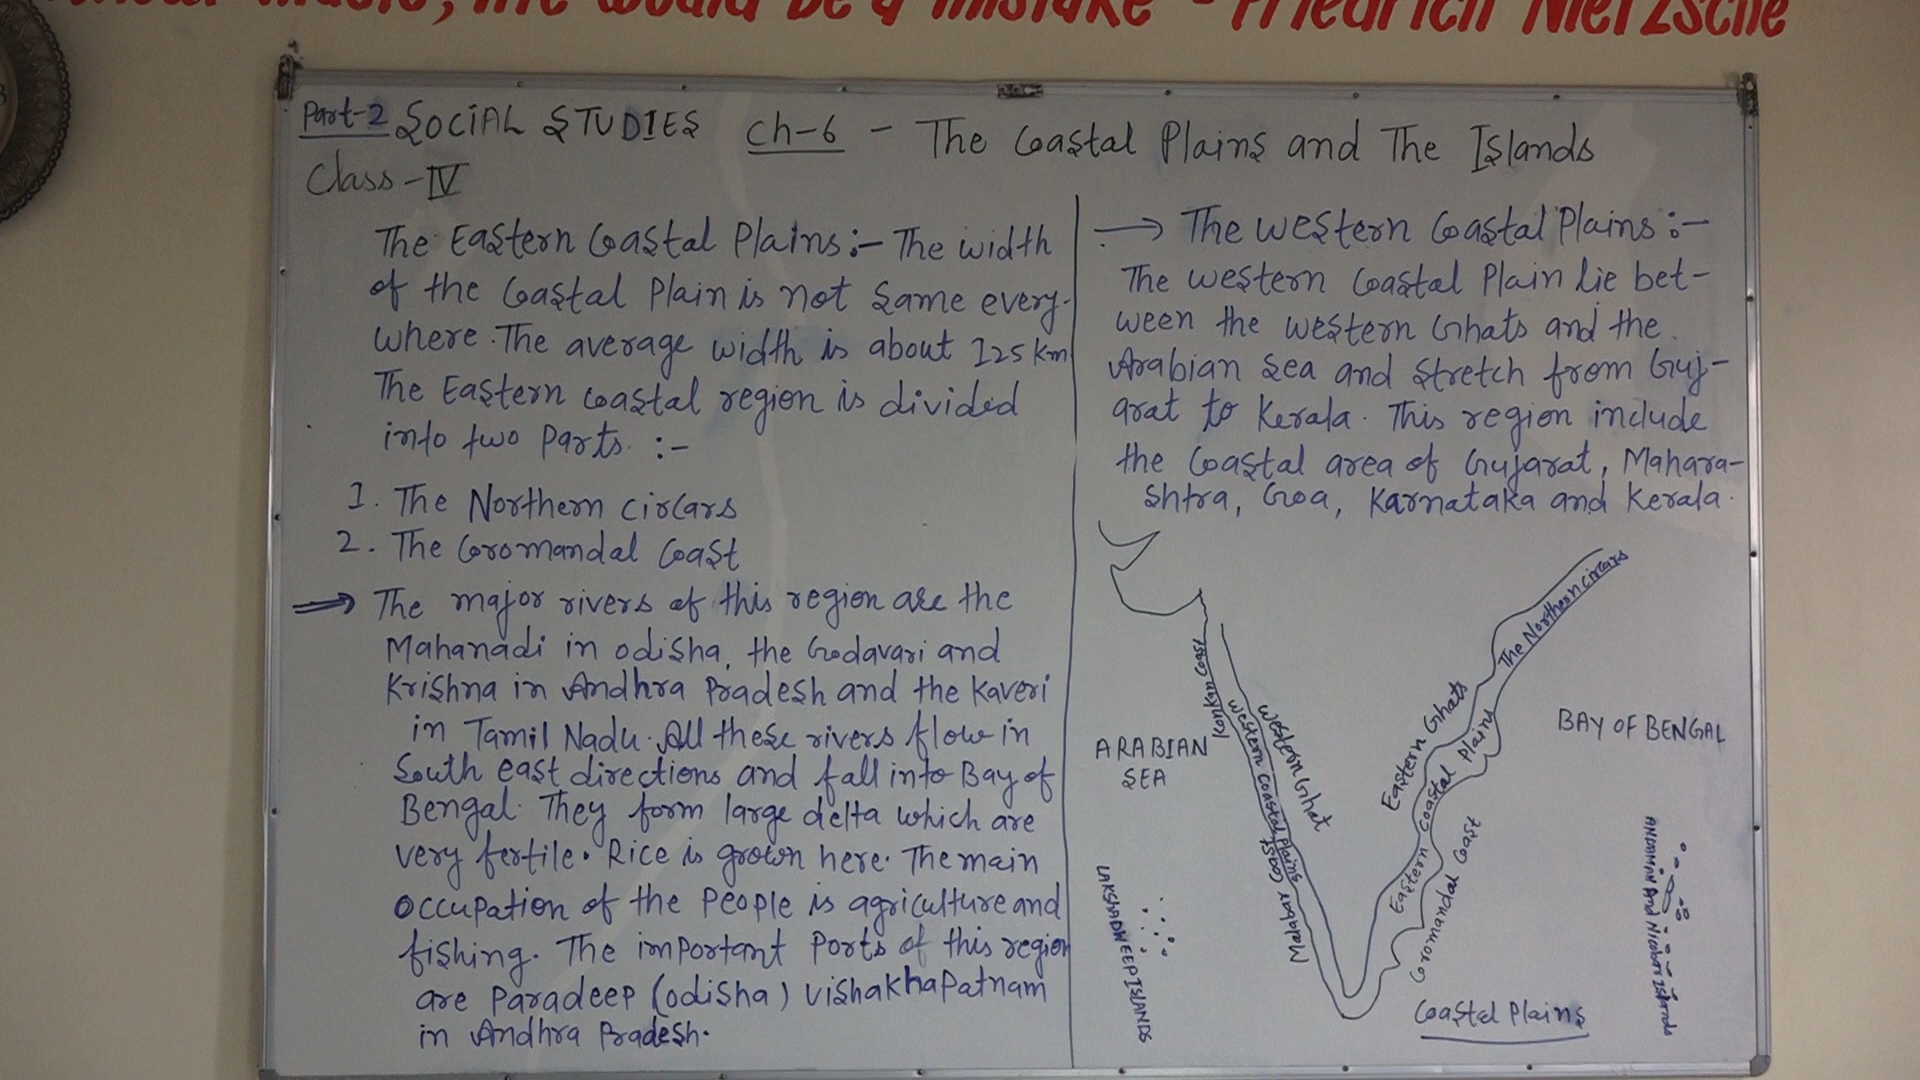 music, life would be a mistake - Friedrich Nietzsche
Part-2 SOCIAL STUDIES Ch-6 - The Coastal Plains and The Islands
Class-IV
The Eastern Coastal Plains:- The width
of the Coastal Plain is not same every-
where. The average width is about 125 km
The Eastern coastal region is divided
into two Parts. :-
1. The Northern circars
2. The Coromandal Coast
⇒ The major rivers of this region are the
Mahanadi in odisha, the Godavari and
Krishna in Andhra Pradesh and the Kaveri
in Tamil Nadu. All these rivers flow in
South east directions and fall into Bay of
Bengal. They form large delta which are
very fertile. Rice is grown here. The main
occupation of the People is agriculture and
fishing. The important Ports of this region
are Paradeep (odisha) vishakhapatnam
in Andhra Pradesh.
→ The western Coastal Plains :-
The western Coastal Plain lie bet-
ween the western Ghats and the
Arabian sea and stretch from Guj-
arat to Kerala. This region include
the Coastal area of Gujarat, Mahara-
shtra, Goa, Karnataka and Kerala.
The Northern circars
Konkan Coast
Western Coastal Plains
Western Ghat
Eastern Ghats
Eastern Coastal Plains
BAY OF BENGAL
ARABIAN
SEA
Malabar Coast
Coromandal Coast
LAKSHADWEEP ISLANDS
ANDAMAN And Nicobar Islands
Coastal Plains